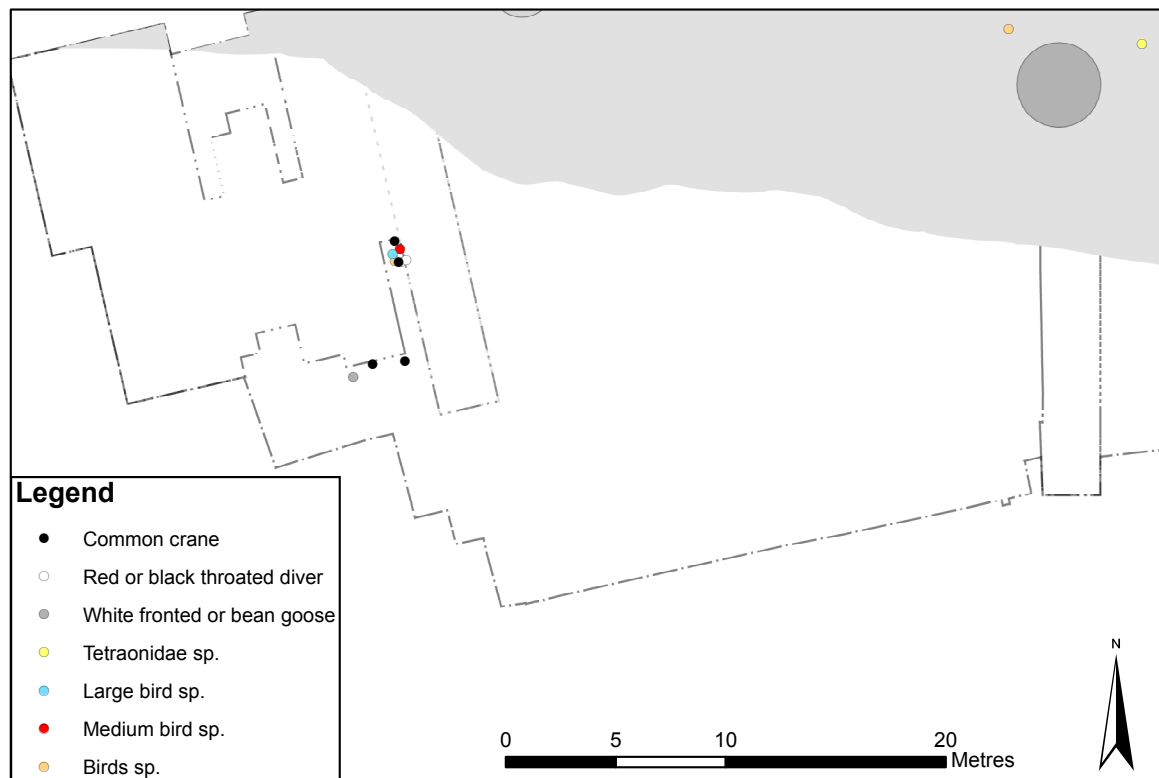 Legend
Common crane
Red or black throated diver
White fronted or bean goose
Tetraonidae sp.
Large bird sp.
Medium bird sp.
Birds sp.
N
0 5 10 20
Metres